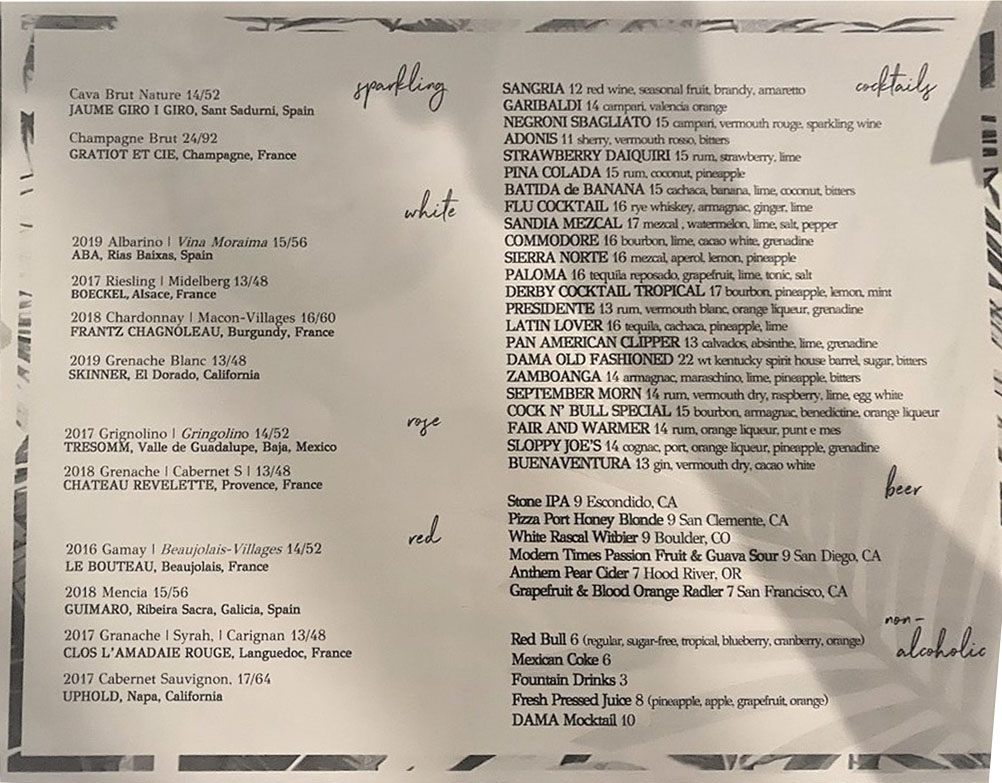 sparkling
Cava Brut Nature 14/52
JAUME GIRO I GIRO, Sant Sadurni, Spain
Champagne Brut 24/92
GRATIOT ET CIE, Champagne, France
white
2019 Albarino | Vina Moraima 15/56
ABA, Rias Baixas, Spain
2017 Riesling | Midelberg 13/48
BOECKEL, Alsace, France
2018 Chardonnay | Macon-Villages 16/60
FRANTZ CHAGNOLEAU, Burgundy, France
2019 Grenache Blanc 13/48
SKINNER, El Dorado, California
rose
2017 Grignolino | Gringolino 14/52
TRESOMM, Valle de Guadalupe, Baja, Mexico
2018 Grenache | Cabernet S | 13/48
CHATEAU REVELETTE, Provence, France
red
2016 Gamay | Beaujolais-Villages 14/52
LE BOUTEAU, Beaujolais, France
2018 Mencia 15/56
GUIMARO, Ribeira Sacra, Galicia, Spain
2017 Granache | Syrah, | Carignan 13/48
CLOS L'AMADAIE ROUGE, Languedoc, France
2017 Cabernet Sauvignon, 17/64
UPHOLD, Napa, California
cocktails
SANGRIA 12 red wine, seasonal fruit, brandy, amaretto
GARIBALDI 14 campari, valencia orange
NEGRONI SBAGLIATO 15 campari, vermouth rouge, sparkling wine
ADONIS 11 sherry, vermouth rosso, bitters
STRAWBERRY DAIQUIRI 15 rum, strawberry, lime
PINA COLADA 15 rum, coconut, pineapple
BATIDA de BANANA 15 cachaca, banana, lime, coconut, bitters
FLU COCKTAIL 16 rye whiskey, armagnac, ginger, lime
SANDIA MEZCAL 17 mezcal , watermelon, lime, salt, pepper
COMMODORE 16 bourbon, lime, cacao white, grenadine
SIERRA NORTE 16 mezcal, aperol, lemon, pineapple
PALOMA 16 tequila reposado, grapefruit, lime, tonic, salt
DERBY COCKTAIL TROPICAL 17 bourbon, pineapple, lemon, mint
PRESIDENTE 13 rum, vermouth blanc, orange liqueur, grenadine
LATIN LOVER 16 tequila, cachaca, pineapple, lime
PAN AMERICAN CLIPPER 13 calvados, absinthe, lime, grenadine
DAMA OLD FASHIONED 22 wt kentucky spirit house barrel, sugar, bitters
ZAMBOANGA 14 armagnac, maraschino, lime, pineapple, bitters
SEPTEMBER MORN 14 rum, vermouth dry, raspberry, lime, egg white
COCK N' BULL SPECIAL 15 bourbon, armagnac, benedictine, orange liqueur
FAIR AND WARMER 14 rum, orange liqueur, punt e mes
SLOPPY JOE'S 14 cognac, port, orange liqueur, pineapple, grenadine
BUENAVENTURA 13 gin, vermouth dry, cacao white
beer
Stone IPA 9 Escondido, CA
Pizza Port Honey Blonde 9 San Clemente, CA
White Rascal Witbier 9 Boulder, CO
Modern Times Passion Fruit & Guava Sour 9 San Diego, CA
Anthem Pear Cider 7 Hood River, OR
Grapefruit & Blood Orange Radler 7 San Francisco, CA
non-
alcoholic
Red Bull 6 (regular, sugar-free, tropical, blueberry, cranberry, orange)
Mexican Coke 6
Fountain Drinks 3
Fresh Pressed Juice 8 (pineapple, apple, grapefruit, orange)
DAMA Mocktail 10